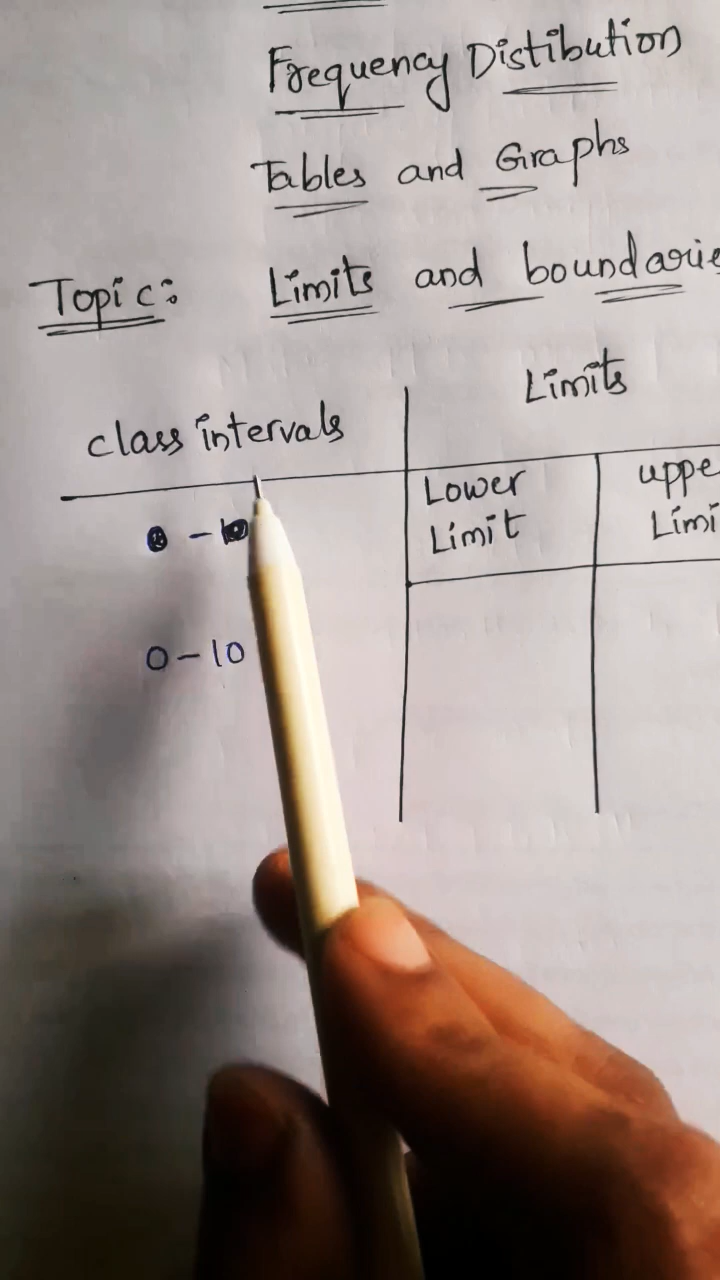 Frequency Distibution
Tables and Graphs
Topic: Limits and boundarie
Limits
class intervals
Lower Limit
uppe
Limi
0 - 10